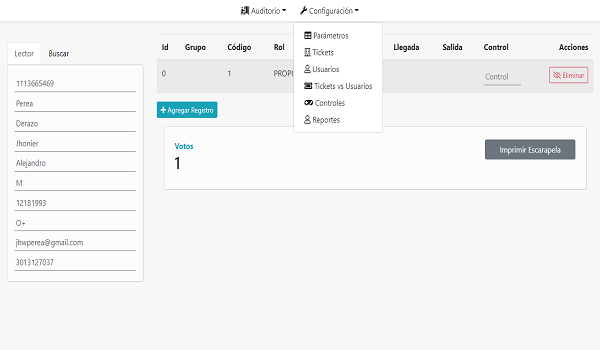 Auditorio Configuración
Parámetros
Tickets
Usuarios
Tickets vs Usuarios
Controles
Reportes
Lector Buscar
1113665469
Perea
Derazo
Jhonier
Alejandro
M
12181993
O+
jhwperea@gmail.com
3013127037
Id Grupo Código Rol Llegada Salida Control Acciones
0 1 PROPI Control Eliminar
Agregar Registro
Votos
1
Imprimir Escarapela